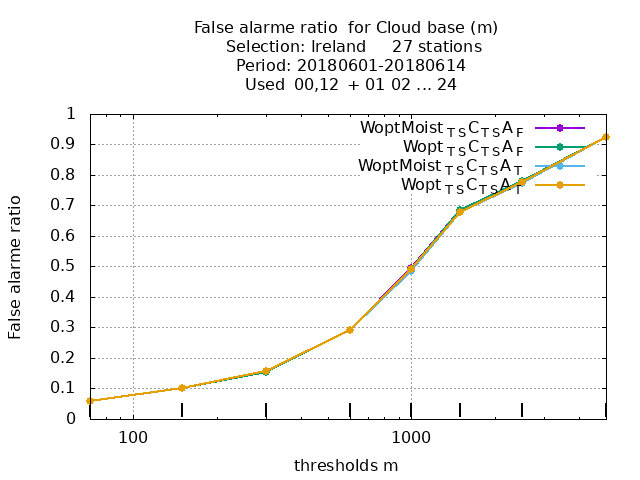 False alarme ratio for Cloud base (m)
Selection: Ireland 27 stations
Period: 20180601-20180614
Used 00,12 + 01 02 ... 24
1
0.9
0.8
0.7
0.6
0.5
0.4
0.3
0.2
0.1
0
False alarme ratio
WoptMoist TS C TS A F
Wopt TS C TS A F
WoptMoist TS C TS A T
Wopt TS C TS A T
100 1000
thresholds m